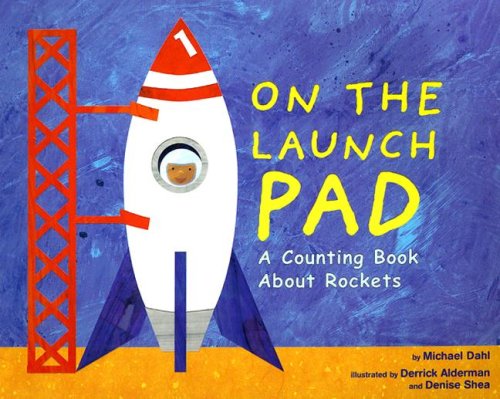 1
ON THE
LAUNCH
PAD
A Counting Book
About Rockets
by Michael Dahl
illustrated by Derrick Alderman
and Denise Shea